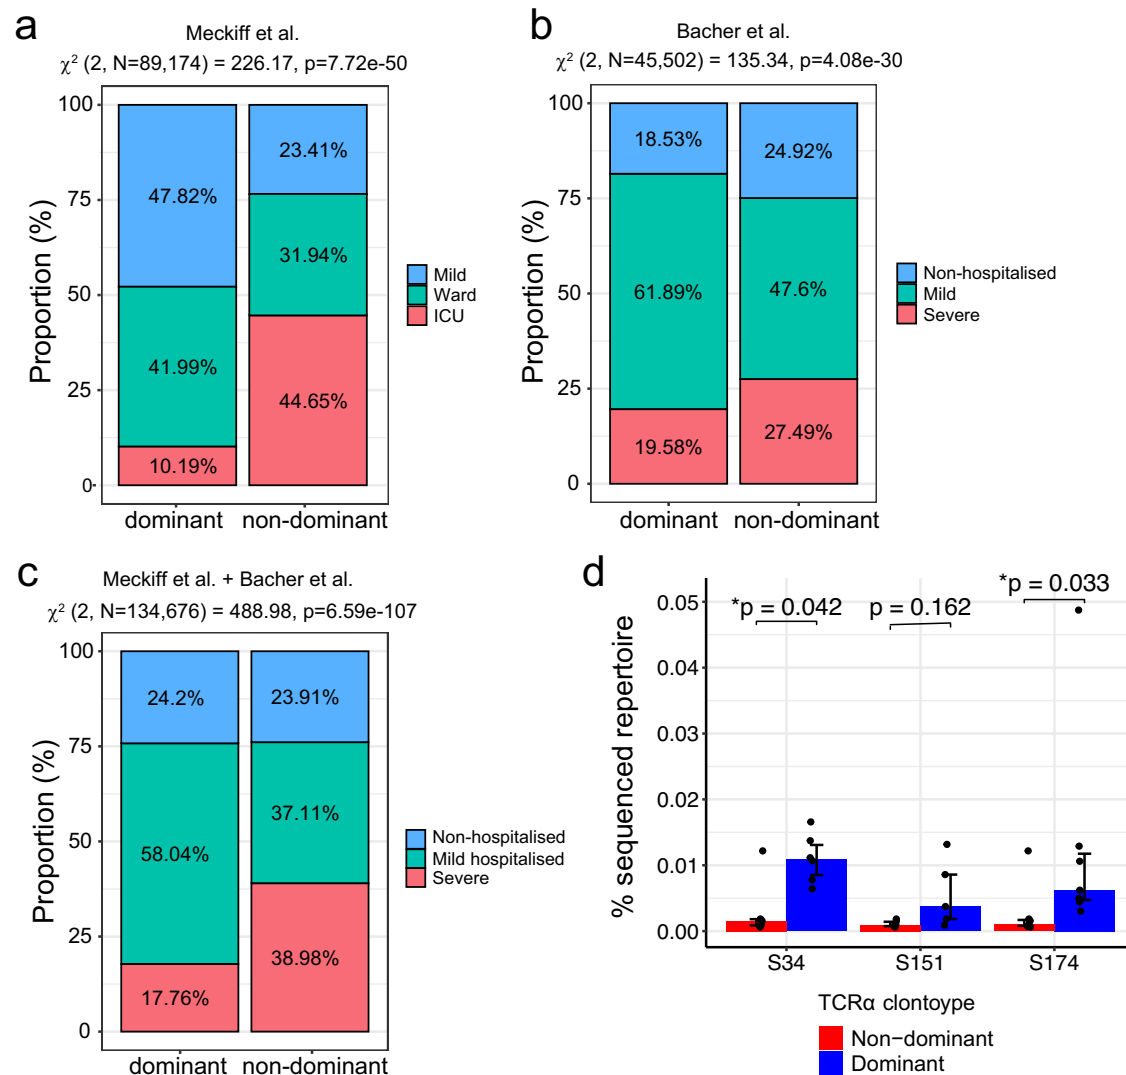 a
Meckiff et al.
χ² (2, N=89,174) = 226.17, p=7.72e-50
Proportion (%)
100
75
50
25
0
47.82%
41.99%
10.19%
23.41%
31.94%
44.65%
dominant non-dominant
Mild
Ward
ICU
b
Bacher et al.
χ² (2, N=45,502) = 135.34, p=4.08e-30
Proportion (%)
100
75
50
25
0
18.53%
61.89%
19.58%
24.92%
47.6%
27.49%
dominant non-dominant
Non-hospitalised
Mild
Severe
c
Meckiff et al. + Bacher et al.
χ² (2, N=134,676) = 488.98, p=6.59e-107
Proportion (%)
100
75
50
25
0
24.2%
58.04%
17.76%
23.91%
37.11%
38.98%
dominant non-dominant
Non-hospitalised
Mild hospitalised
Severe
d
% sequenced repertoire
0.05
0.04
0.03
0.02
0.01
0.00
*p = 0.042
p = 0.162
*p = 0.033
S34 S151 S174
TCRα clontoype
Non-dominant
Dominant